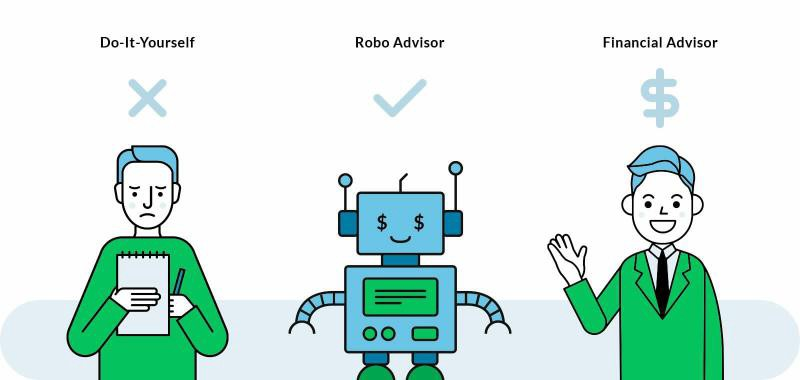 Do-It-Yourself
Robo Advisor
Financial Advisor
$
$ $